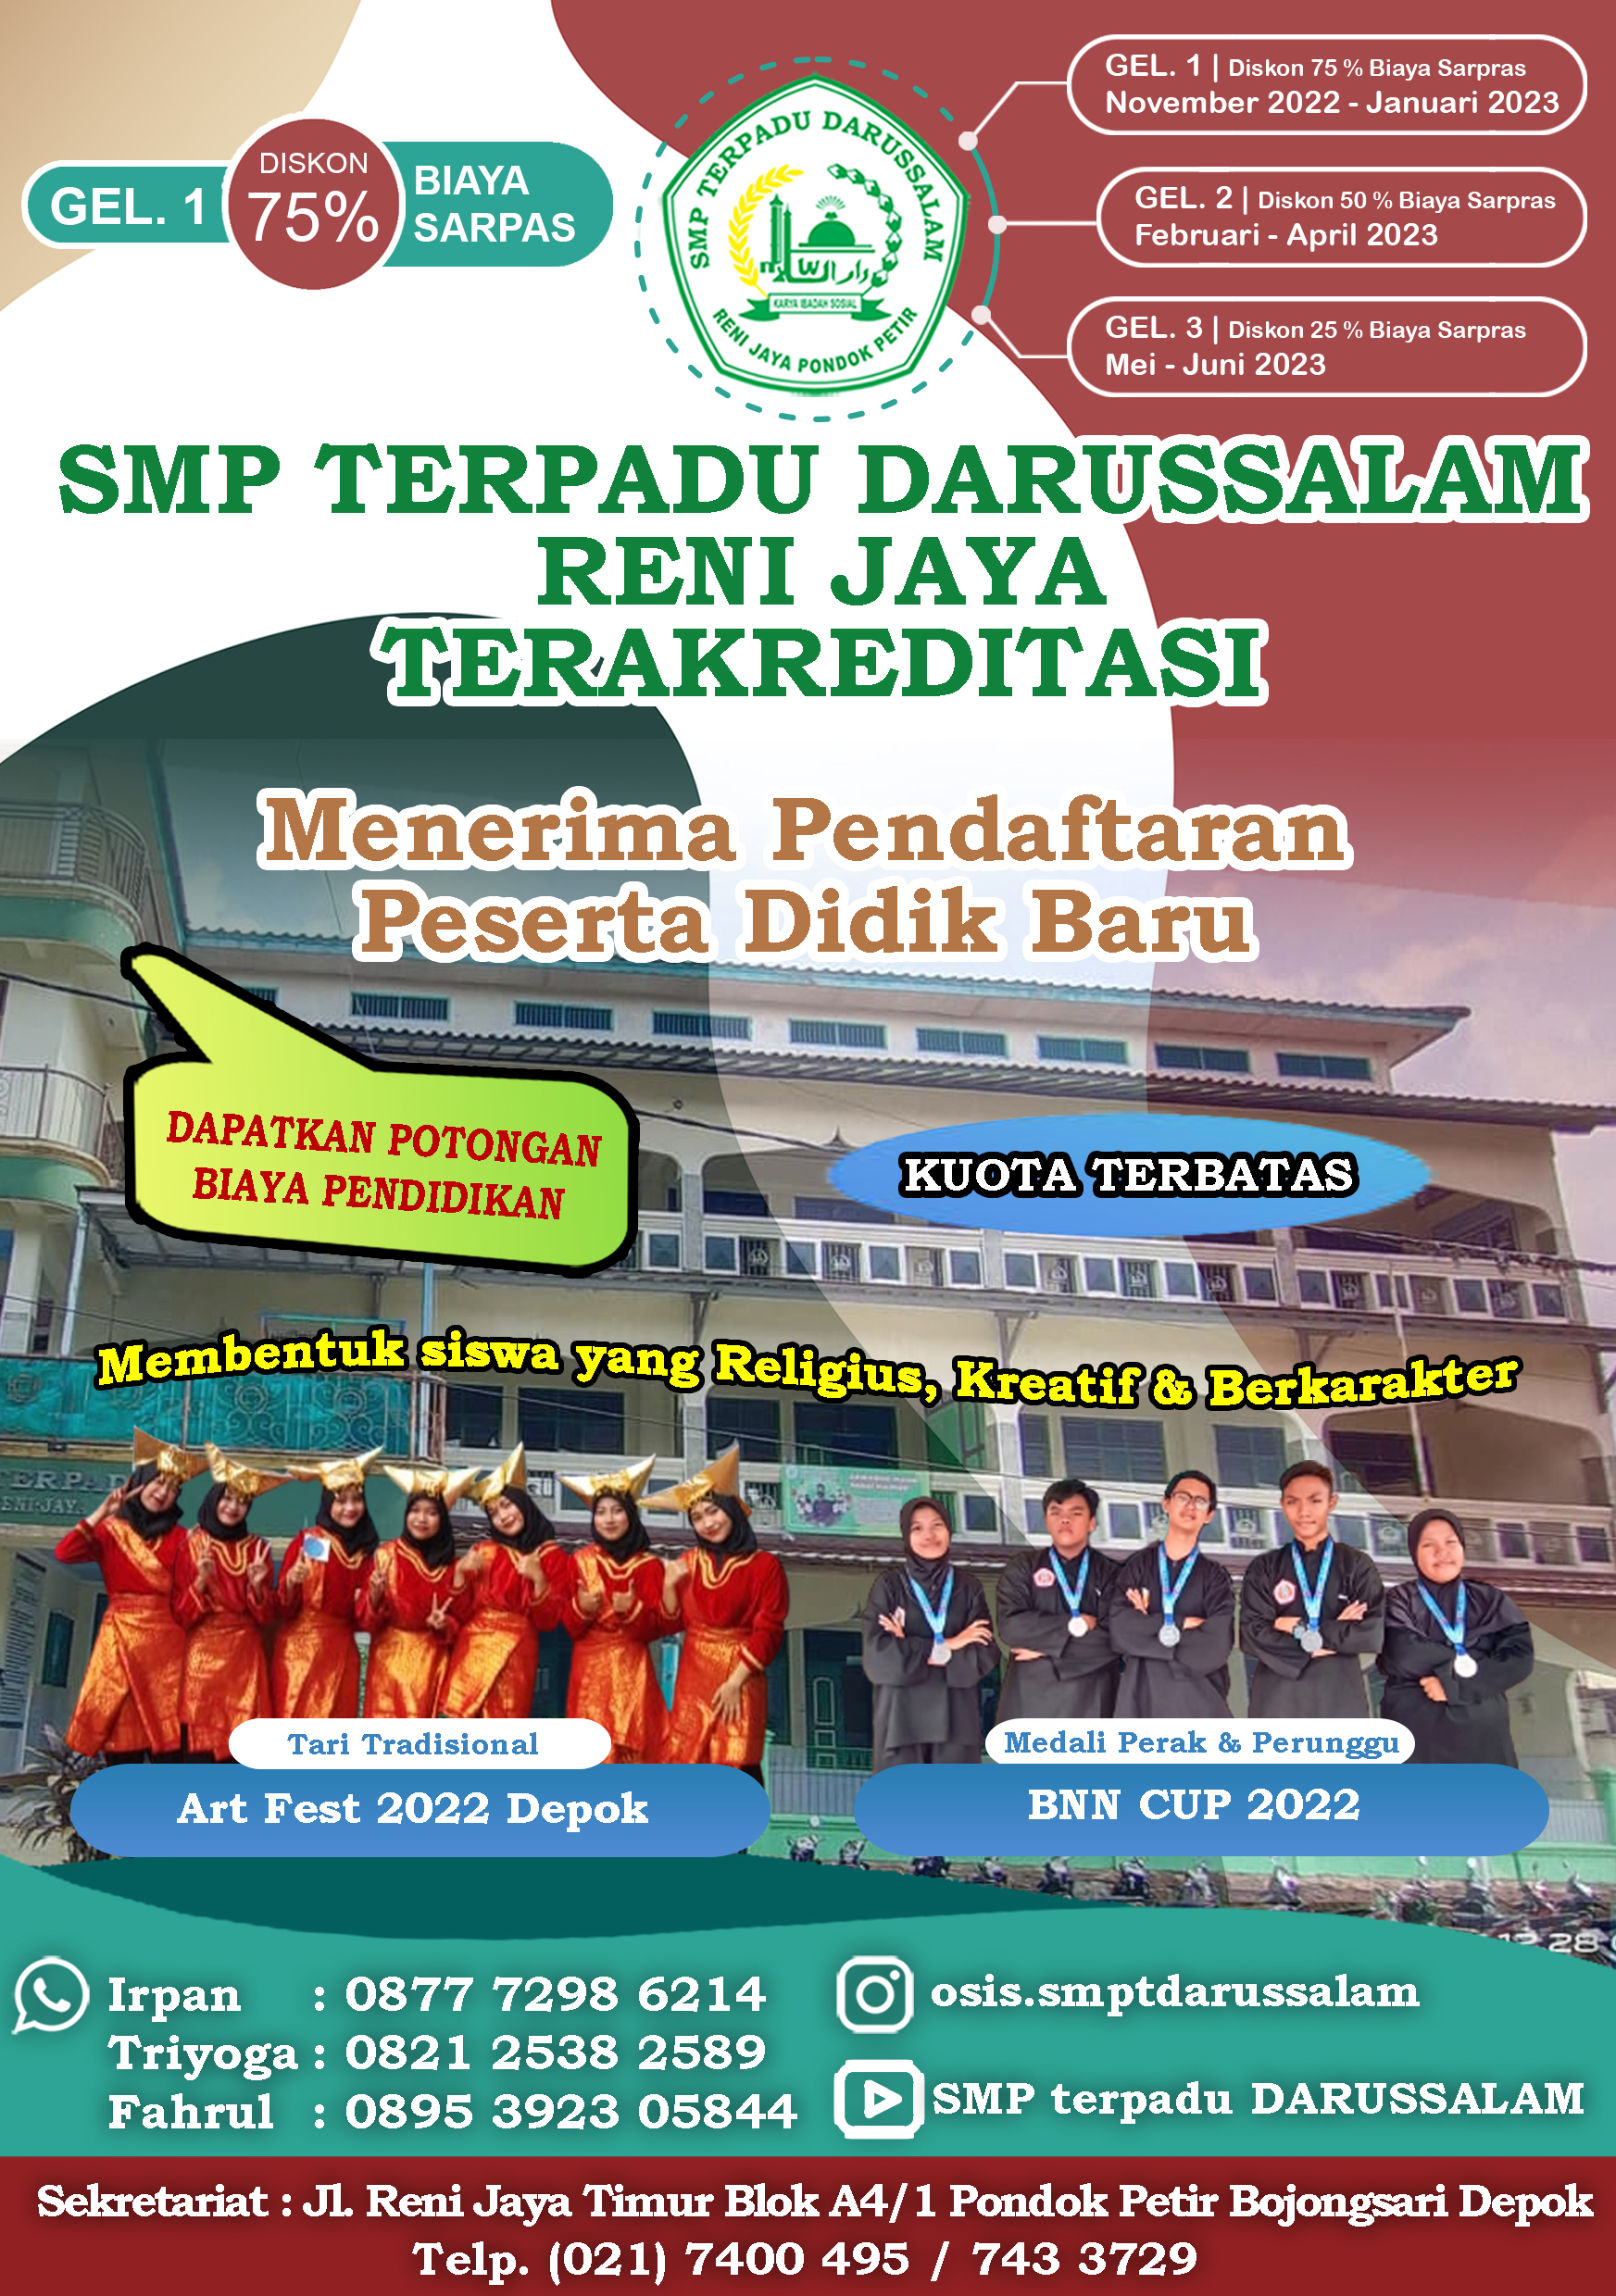 GEL. 1
DISKON
75%
BIAYA
SARPAS
SMP TERPADU DARUSSALAM
دار السلام
KARYA IBADAH SOSIAL
RENI JAYA PONDOK PETIR
GEL. 1 | Diskon 75 % Biaya Sarpras
November 2022 - Januari 2023
GEL. 2 | Diskon 50 % Biaya Sarpras
Februari - April 2023
GEL. 3 | Diskon 25 % Biaya Sarpras
Mei - Juni 2023
SMP TERPADU DARUSSALAM
RENI JAYA
TERAKREDITASI
Menerima Pendaftaran
Peserta Didik Baru
DAPATKAN POTONGAN
BIAYA PENDIDIKAN
KUOTA TERBATAS
Membentuk siswa yang Religius, Kreatif & Berkarakter
TERPAD
ENI-JAYA
Tari Tradisional
Art Fest 2022 Depok
Medali Perak & Perunggu
BNN CUP 2022
Irpan : 0877 7298 6214
Triyoga : 0821 2538 2589
Fahrul : 0895 3923 05844
osis.smptdarussalam
SMP terpadu DARUSSALAM
Sekretariat : Jl. Reni Jaya Timur Blok A4/1 Pondok Petir Bojongsari Depok
Telp. (021) 7400 495 / 743 3729